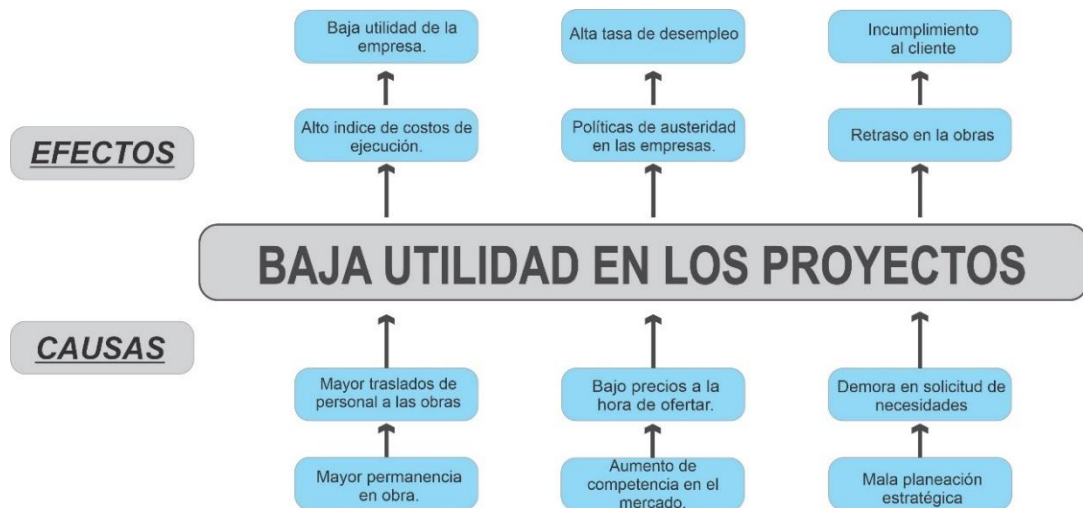 Baja utilidad de la
empresa.
Alta tasa de desempleo
Incumplimiento
al cliente
Alto indice de costos de
ejecución.
Políticas de austeridad
en las empresas.
Retraso en la obras
EFECTOS
BAJA UTILIDAD EN LOS PROYECTOS
CAUSAS
Mayor traslados de
personal a las obras
Bajo precios a la
hora de ofertar.
Demora en solicitud de
necesidades
Mayor permanencia
en obra.
Aumento de
competencia en el
mercado.
Mala planeación
estratégica